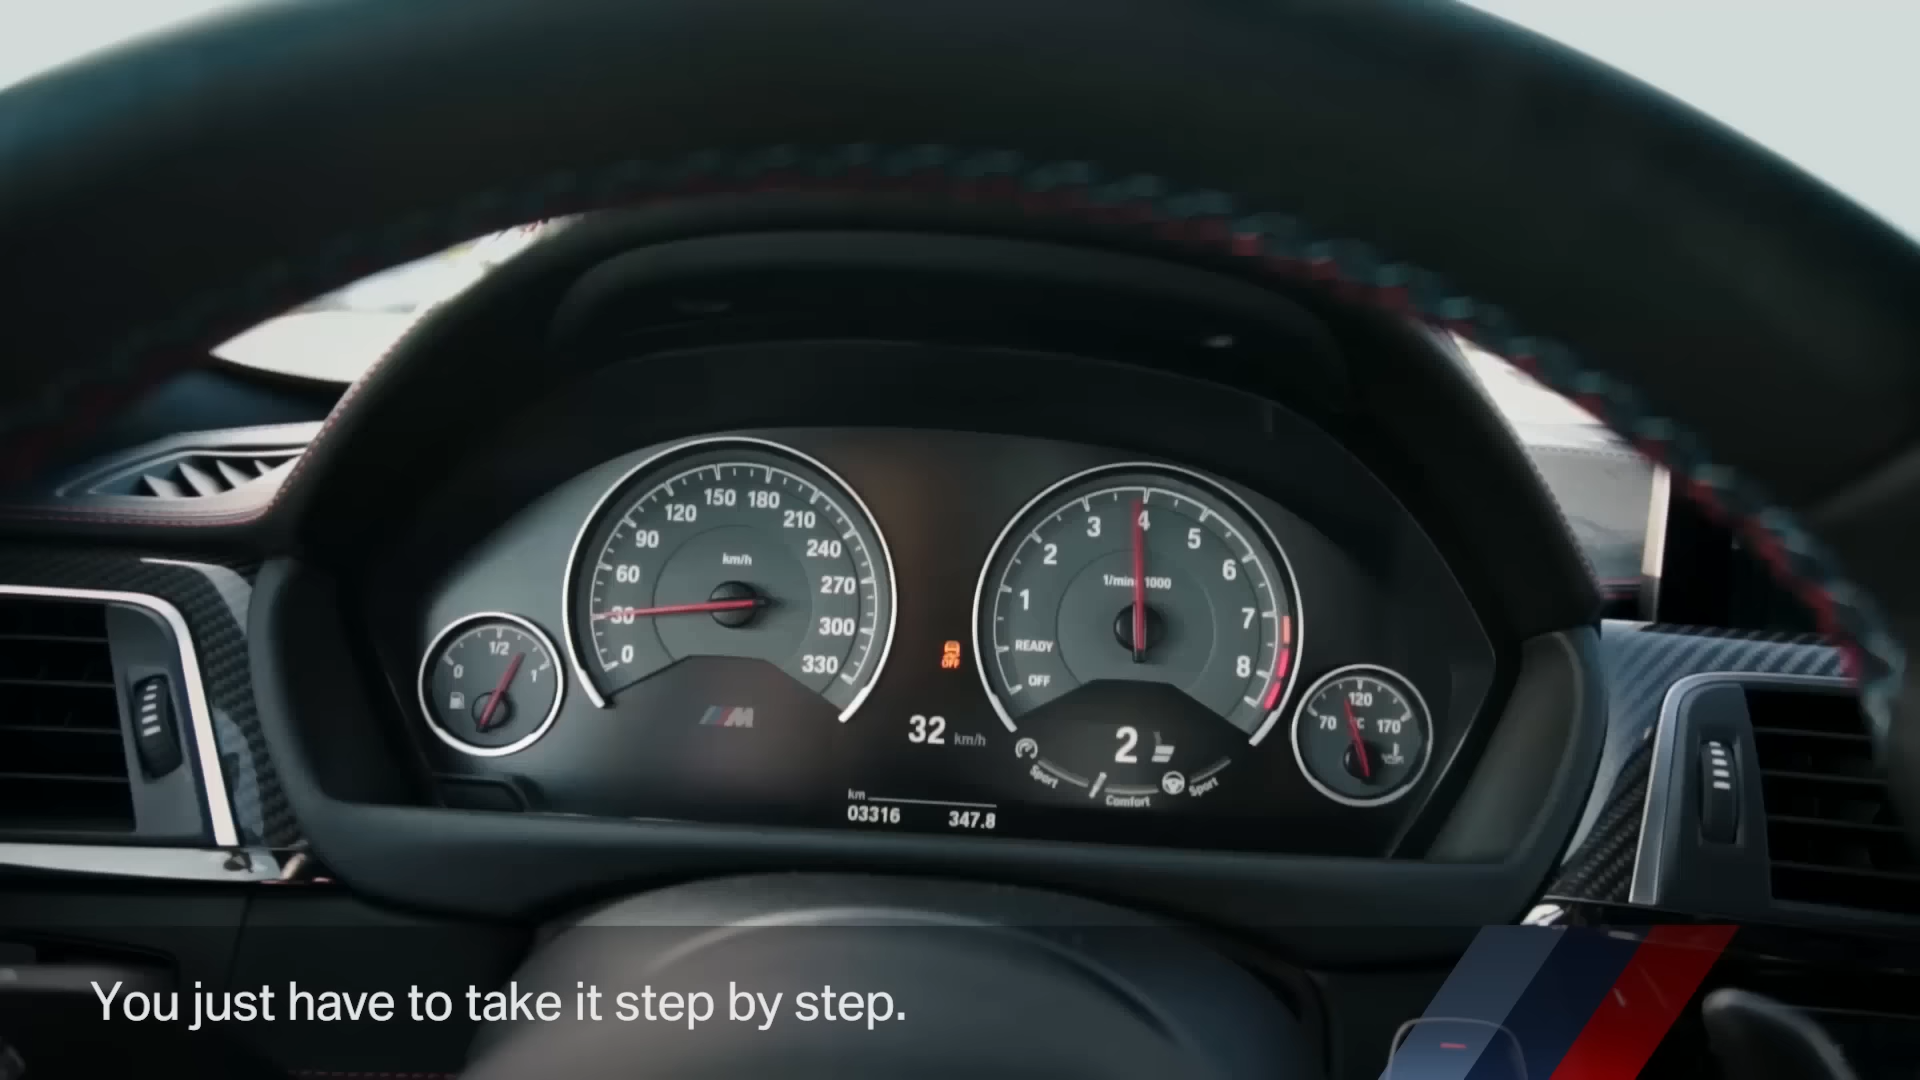 150 180
120 210
90 240
km/h
60 270
30 300
0 330
3 4 5
2 6
1/min 1000
1 7
READY
OFF 8
0 1/2 1
OFF
M
32 km/h
2
Sport Comfort Sport
km
03316 347.8
70 120 170
°C
You just have to take it step by step.